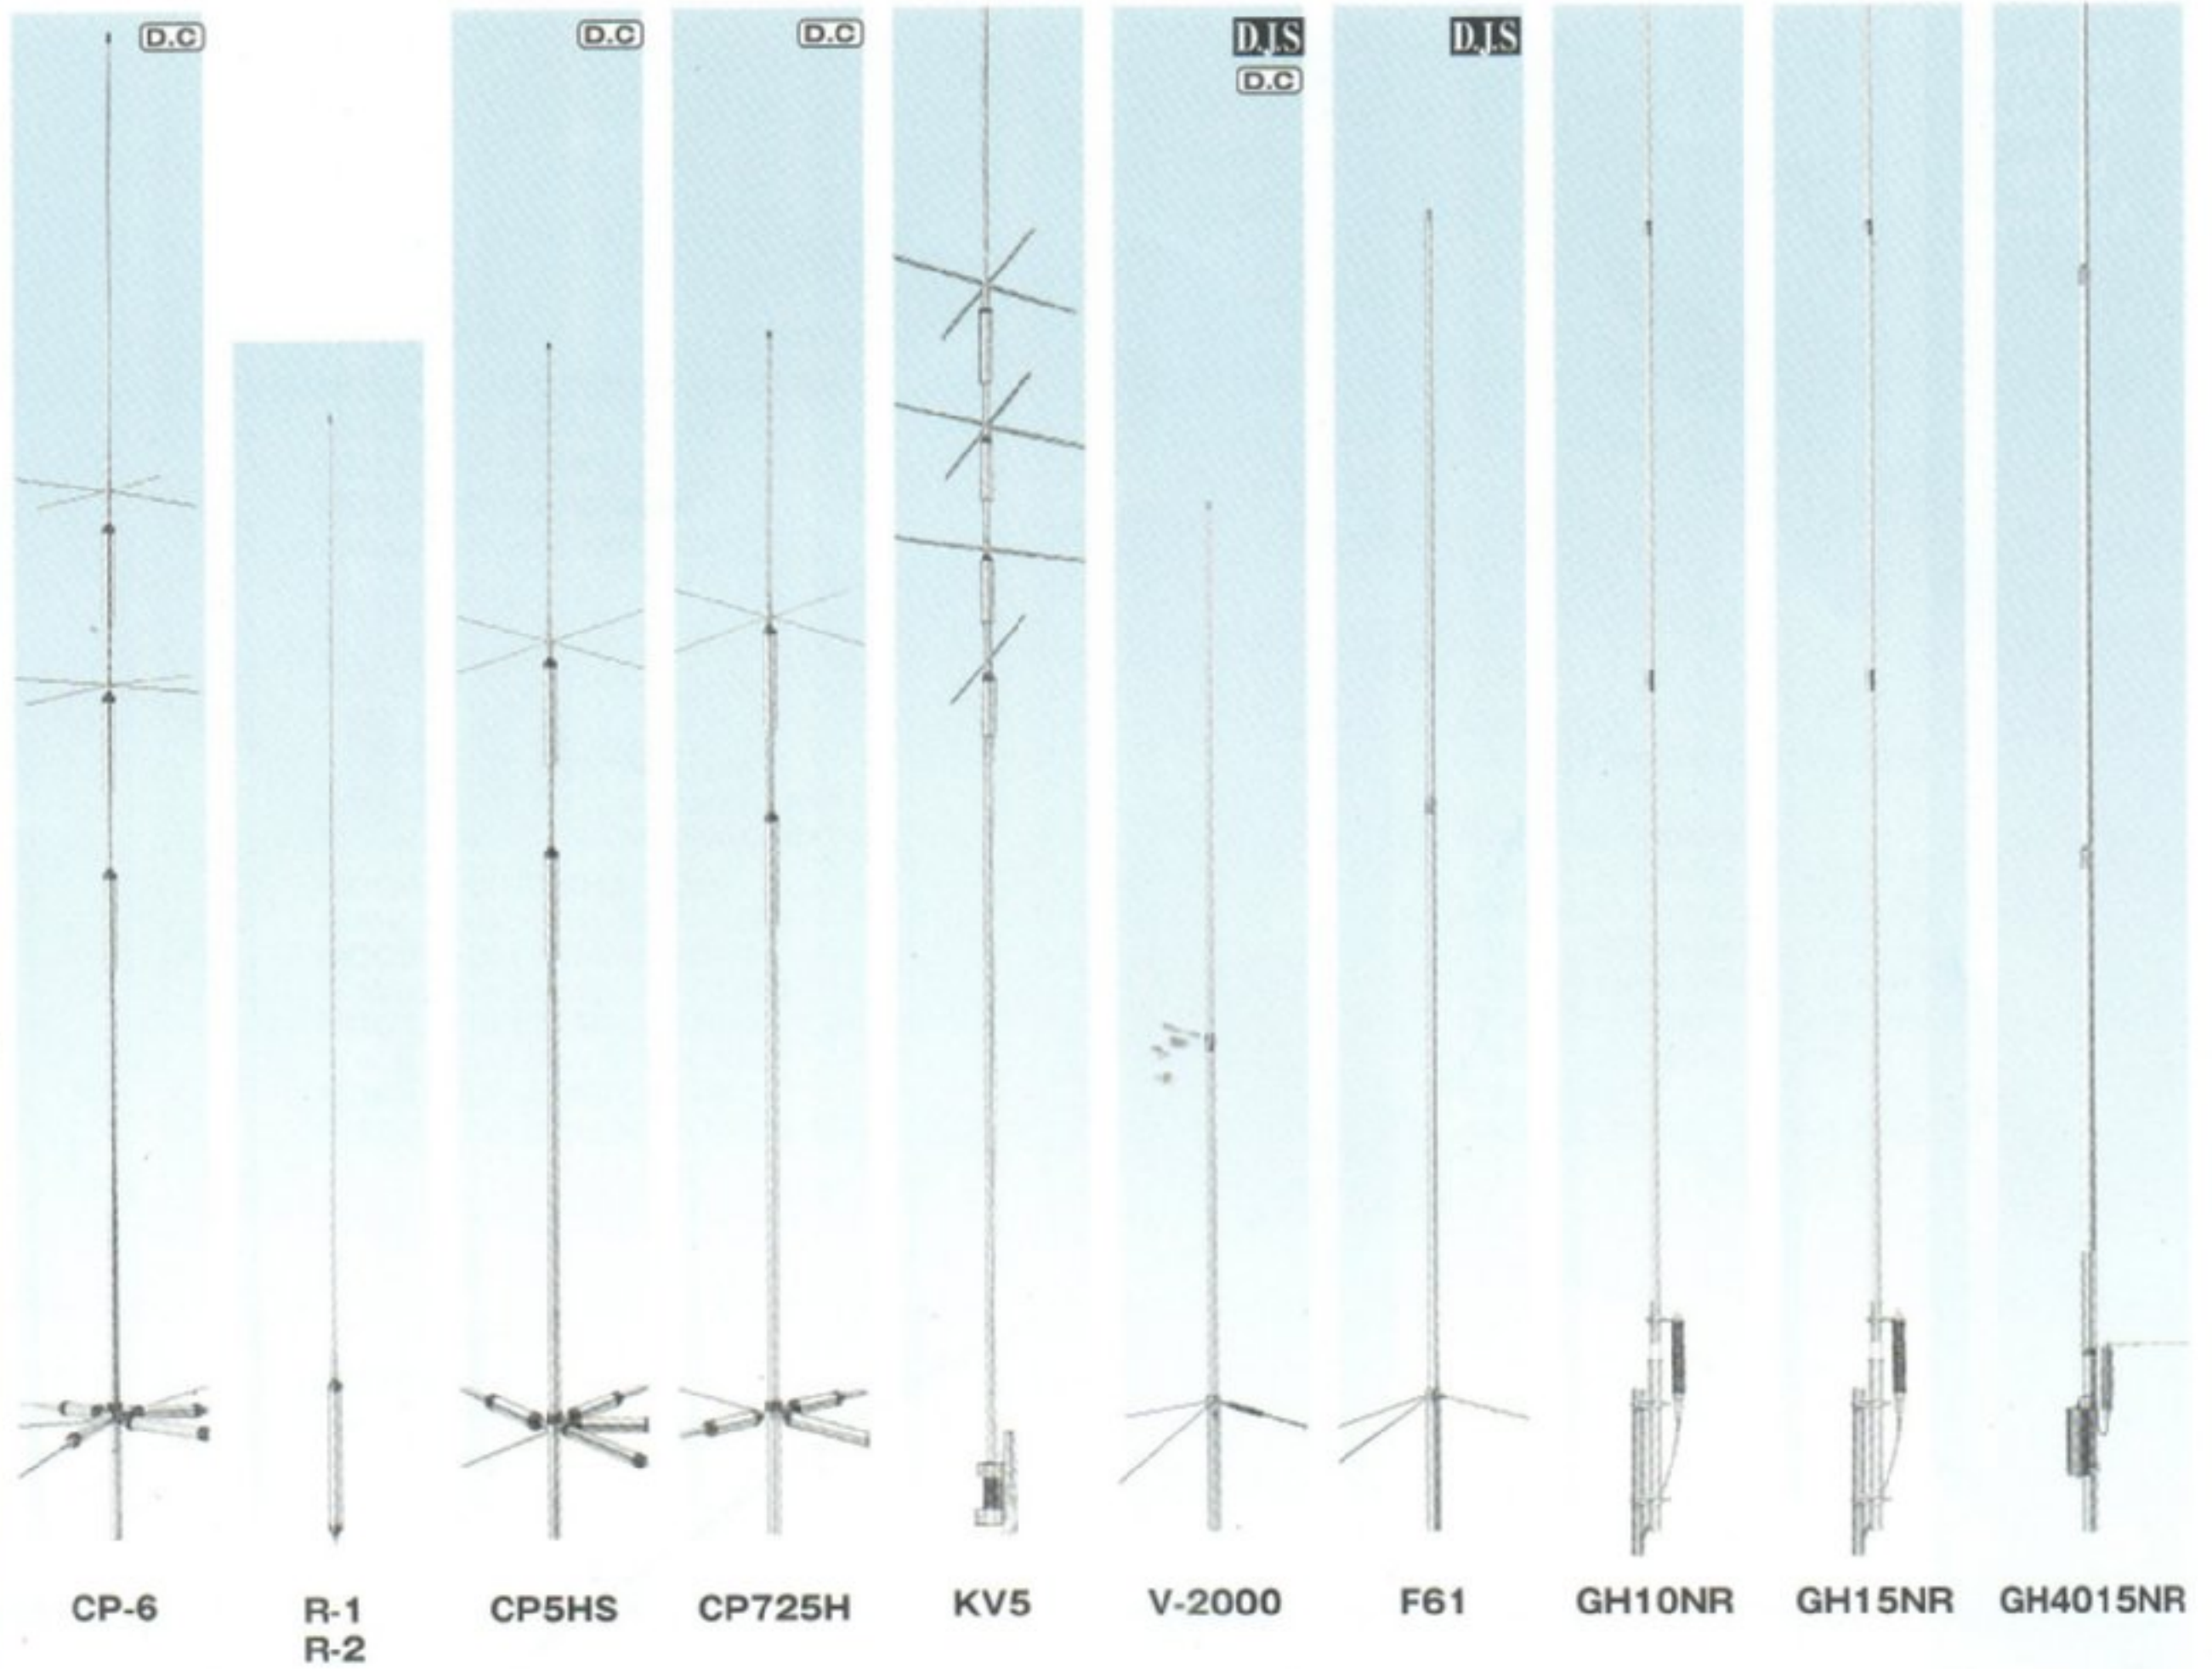 D.C
D.C
D.C
D.J.S
D.C
D.J.S
CP-6
R-1
R-2
CP5HS
CP725H
KV5
V-2000
F61
GH10NR
GH15NR
GH4015NR